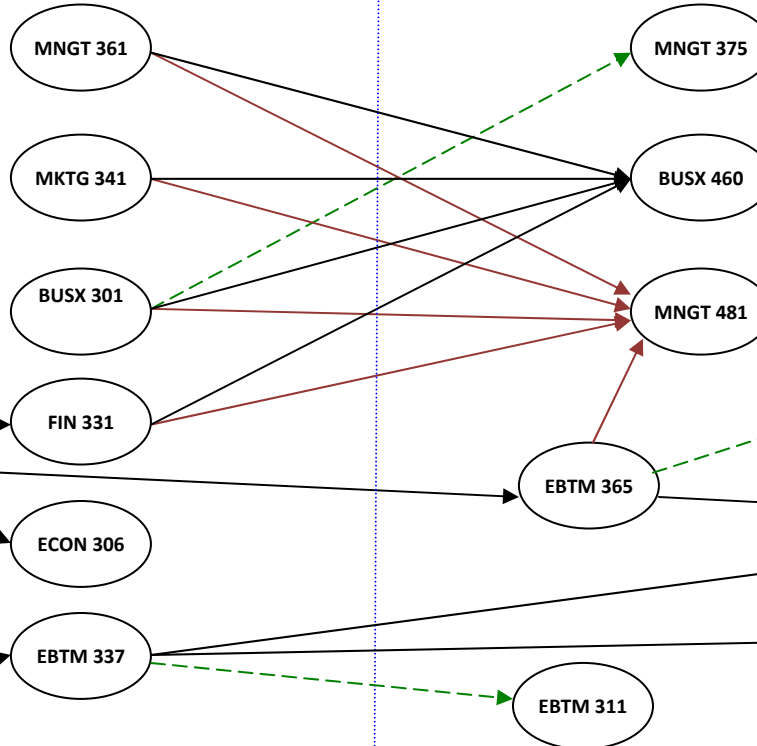 MNGT 361
MNGT 375
MKTG 341
BUSX 460
BUSX 301
MNGT 481
FIN 331
EBTM 365
ECON 306
EBTM 337
EBTM 311